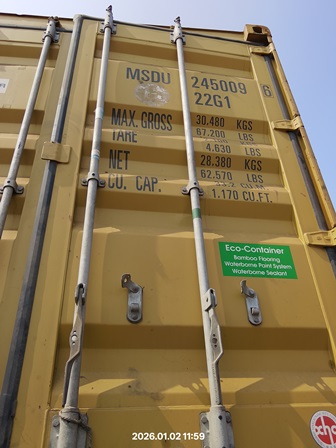 MSDU 245009 6
22G1
MAX. GROSS 30.480 KGS
67.200 LBS
TARE
4.630 LBS
NET 28.380 KGS
62.570 LBS
CU. CAP. CU.M
1.170 CU.FT.
Eco-Container
Bamboo Flooring
Waterborne Paint System
Waterborne Sealant
2026.01.02 11:59